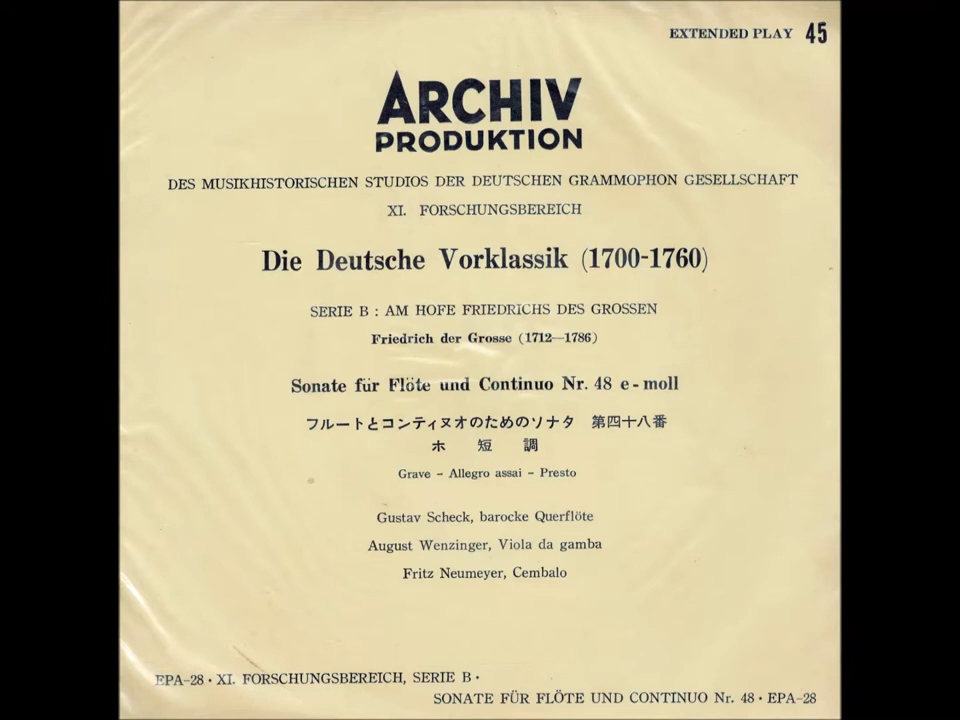 EXTENDED PLAY 45
ARCHIV
PRODUKTION
DES MUSIKHISTORISCHEN STUDIOS DER DEUTSCHEN GRAMMOPHON GESELLSCHAFT
XI. FORSCHUNGSBEREICH
Die Deutsche Vorklassik (1700-1760)
SERIE B : AM HOFE FRIEDRICHS DES GROSSEN
Friedrich der Grosse (1712—1786)
Sonate für Flöte und Continuo Nr. 48 e-moll
フルートとコンティヌオのためのソナタ 第四十八番
ホ 短 調
Grave – Allegro assai – Presto
Gustav Scheck, barocke Querflöte
August Wenzinger, Viola da gamba
Fritz Neumeyer, Cembalo
EPA-28 · XI. FORSCHUNGSBEREICH, SERIE B ·
SONATE FÜR FLÖTE UND CONTINUO Nr. 48 · EPA-28